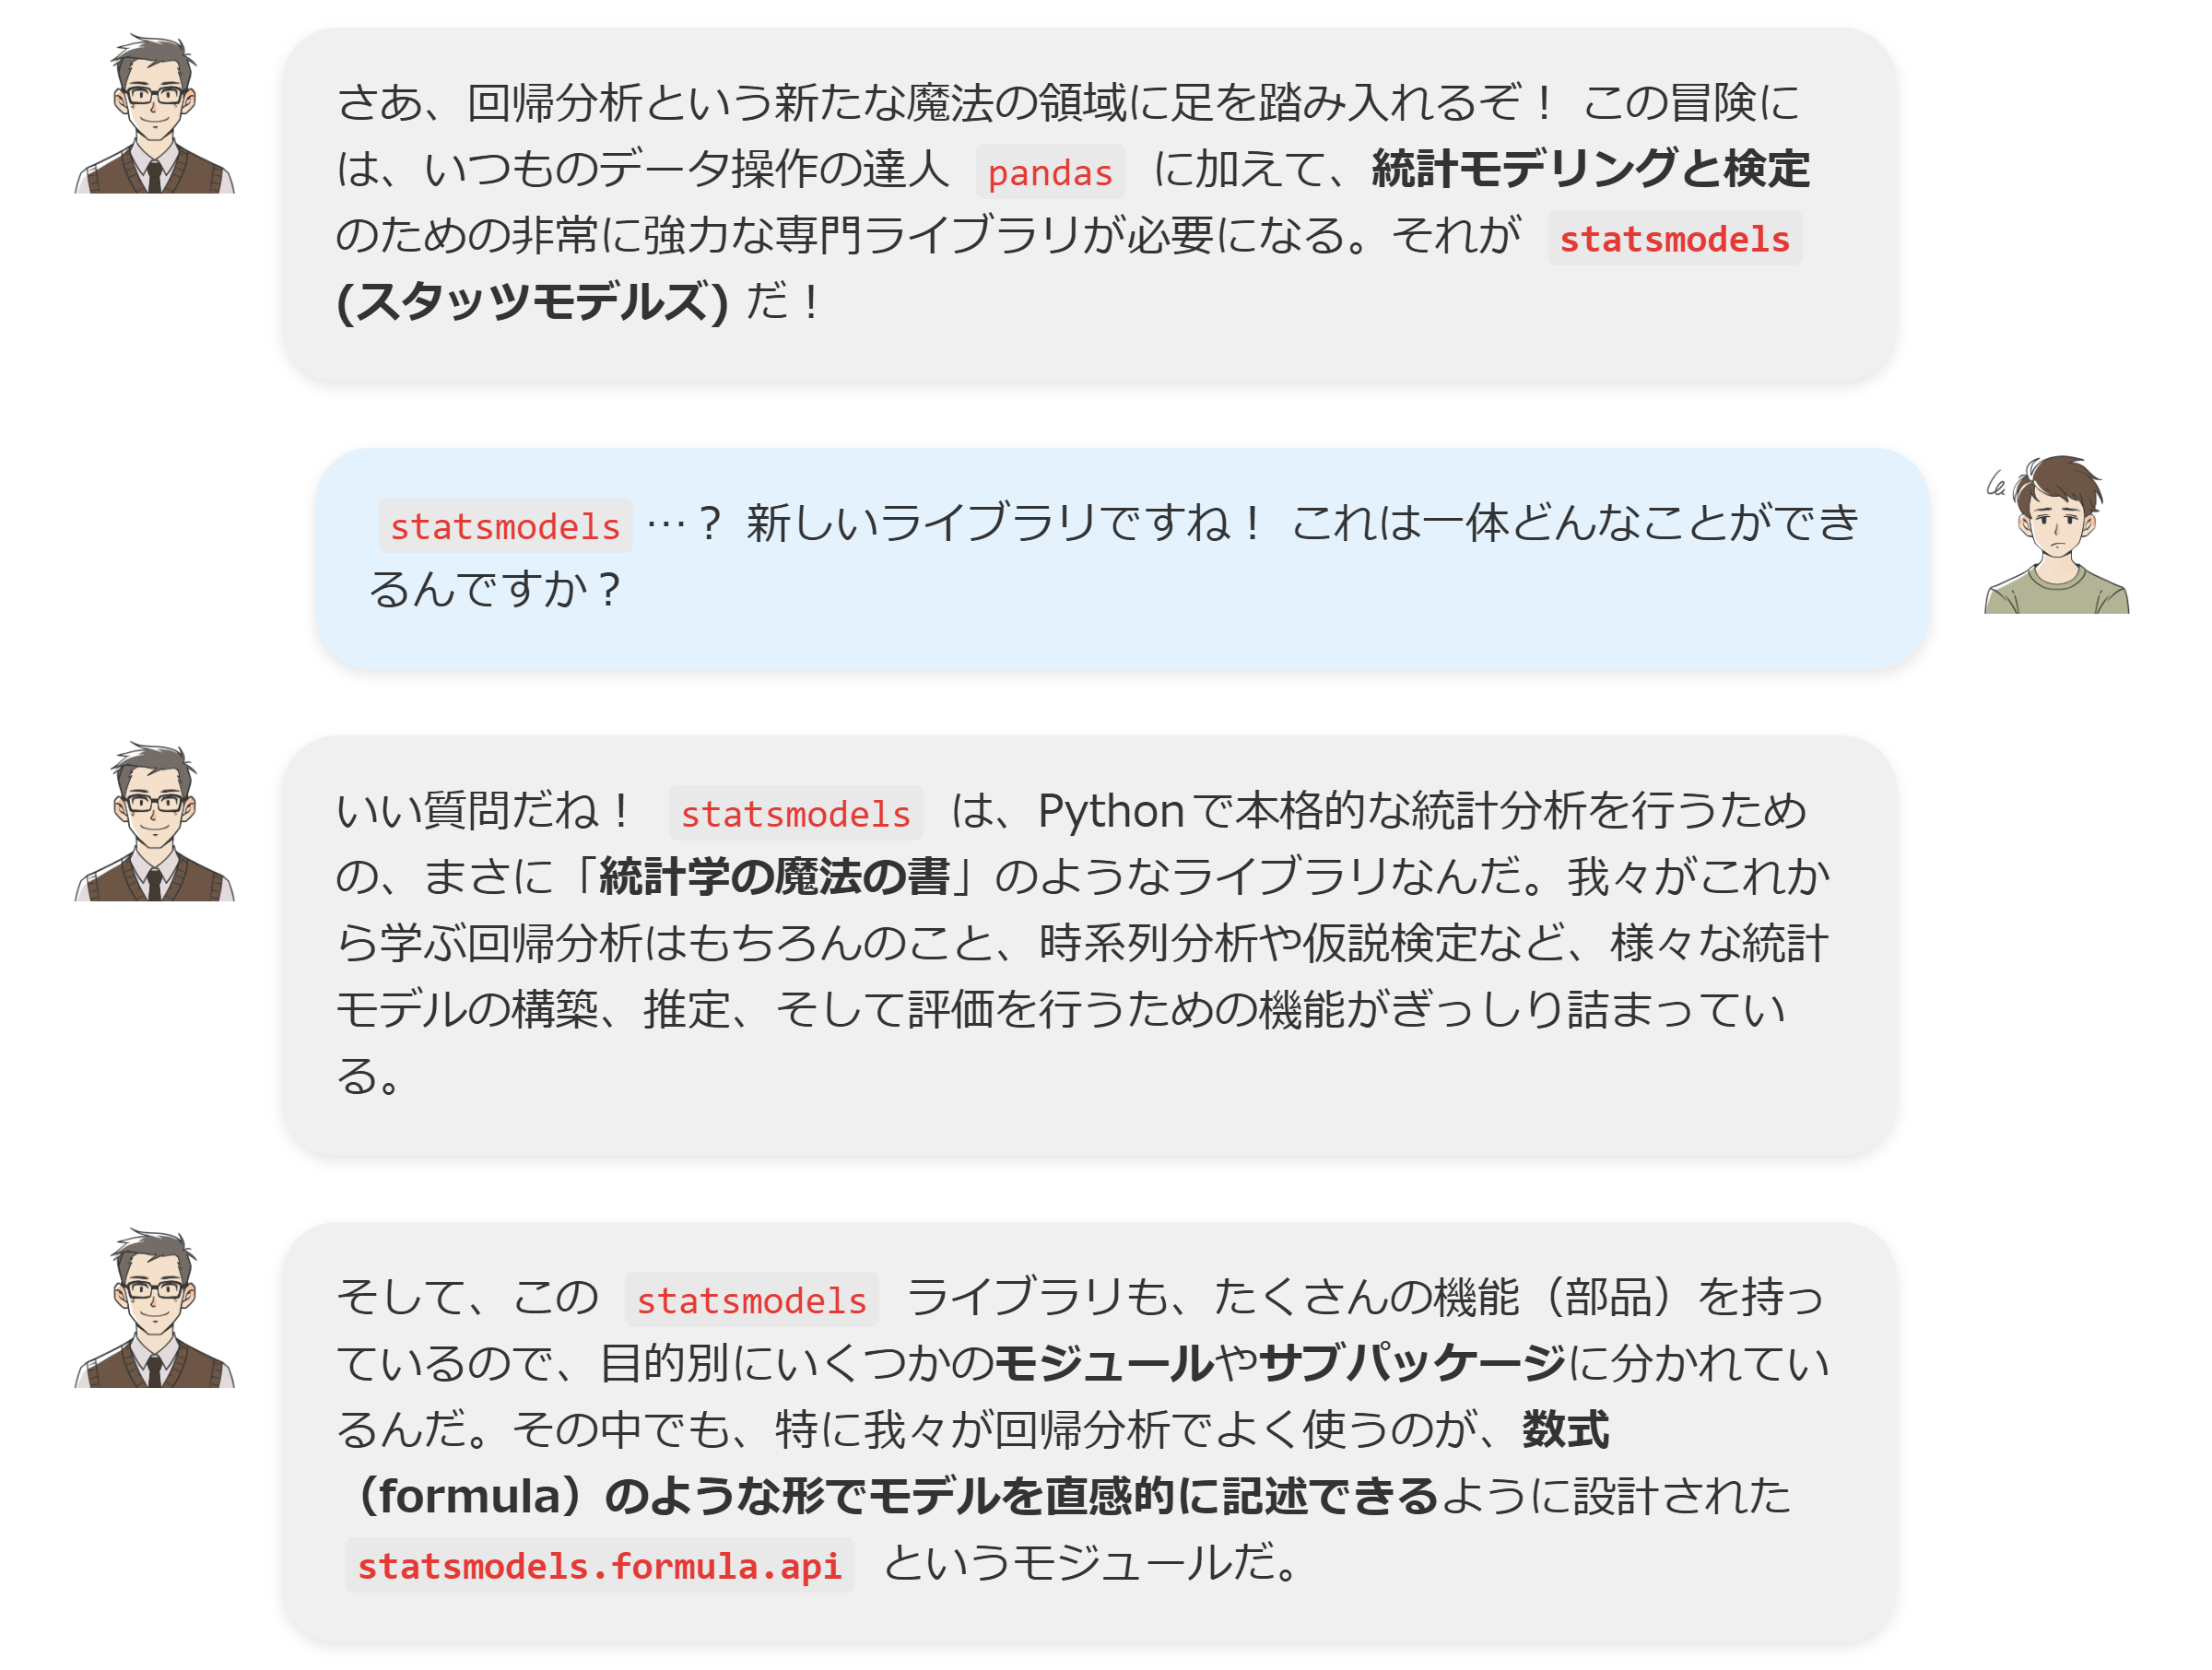 さあ、回帰分析という新たな魔法の領域に足を踏み入れるぞ！ この冒険に
は、いつものデータ操作の達人 pandas に加えて、統計モデリングと検定
のための非常に強力な専門ライブラリが必要になる。それが statsmodels
(スタッツモデルズ) だ！
statsmodels …？ 新しいライブラリですね！ これは一体どんなことができ
るんですか？
いい質問だね！ statsmodels は、Pythonで本格的な統計分析を行うため
の、まさに「統計学の魔法の書」のようなライブラリなんだ。我々がこれか
ら学ぶ回帰分析はもちろんのこと、時系列分析や仮説検定など、様々な統計
モデルの構築、推定、そして評価を行うための機能がぎっしり詰まってい
る。
そして、この statsmodels ライブラリも、たくさんの機能（部品）を持っ
ているので、目的別にいくつかのモジュールやサブパッケージに分かれてい
るんだ。その中でも、特に我々が回帰分析でよく使うのが、数式
（formula）のような形でモデルを直感的に記述できるように設計された
statsmodels.formula.api というモジュールだ。